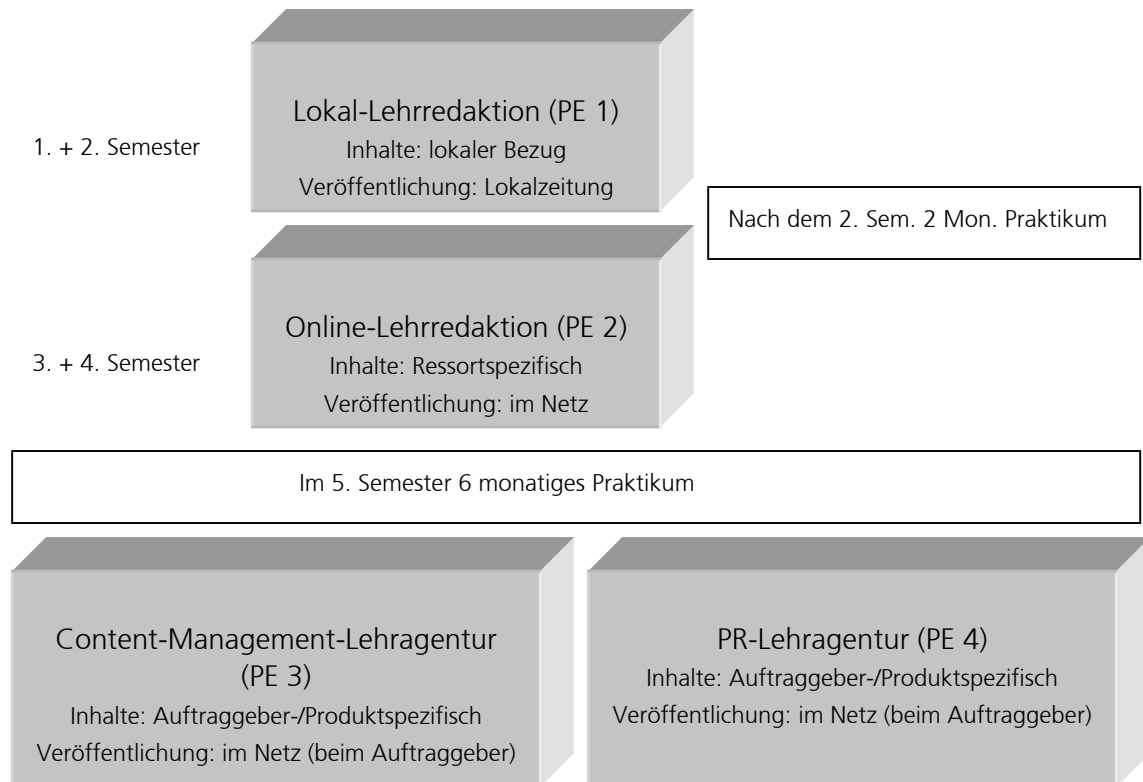 Lokal-Lehrredaktion (PE 1)
1. + 2. Semester
Inhalte: lokaler Bezug
Veröffentlichung: Lokalzeitung
Nach dem 2. Sem. 2 Mon. Praktikum
Online-Lehrredaktion (PE 2)
3. + 4. Semester
Inhalte: Ressortspezifisch
Veröffentlichung: im Netz
Im 5. Semester 6 monatiges Praktikum
Content-Management-Lehragentur
(PE 3)
Inhalte: Auftraggeber-/Produktspezifisch
Veröffentlichung: im Netz (beim Auftraggeber)
PR-Lehragentur (PE 4)
Inhalte: Auftraggeber-/Produktspezifisch
Veröffentlichung: im Netz (beim Auftraggeber)